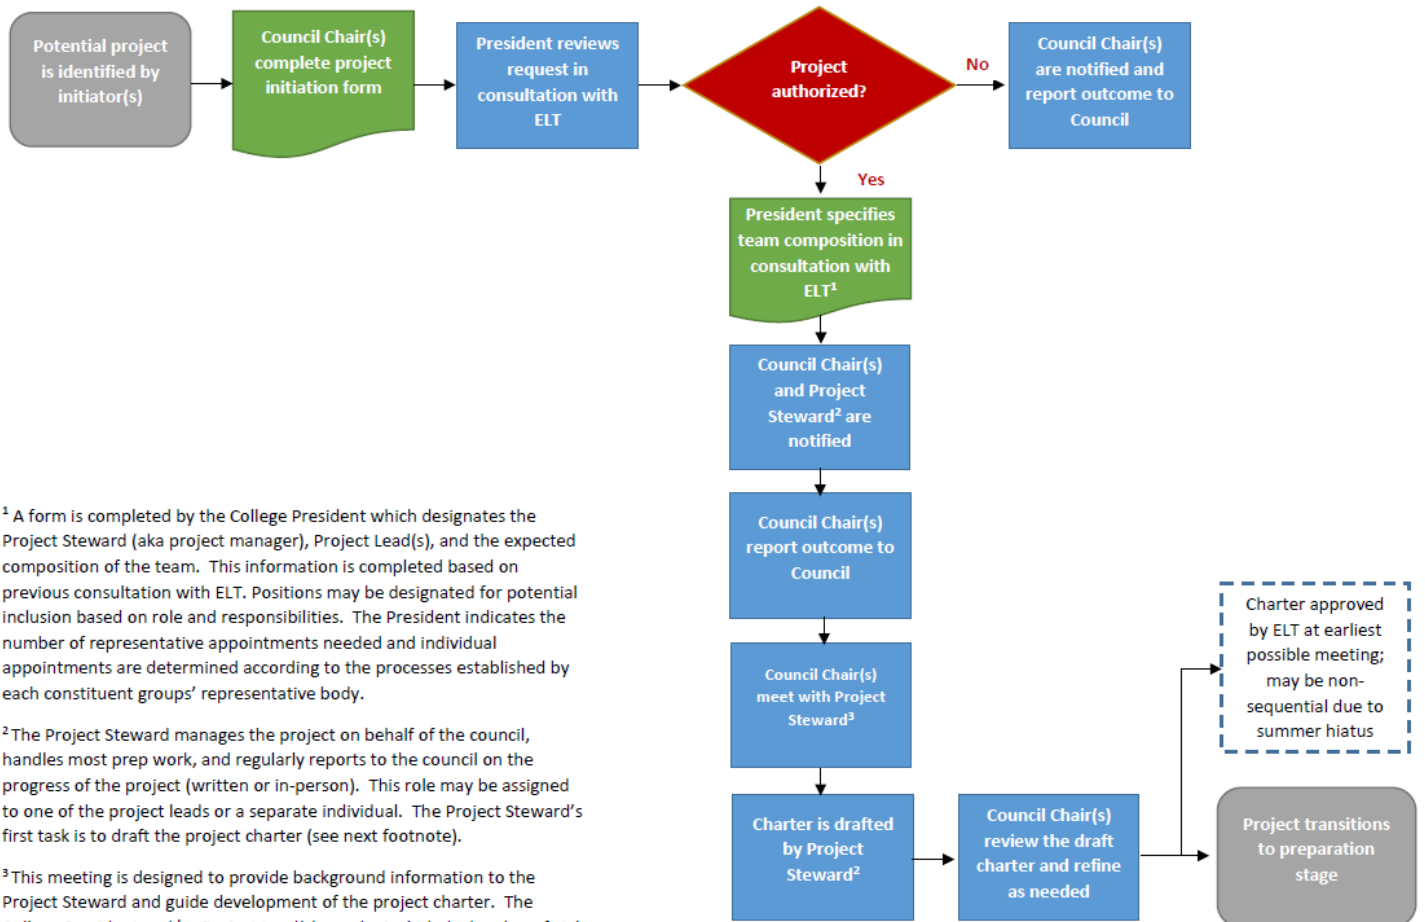 Potential project
is identified by
initiator(s)
Council Chair(s)
complete project
initiation form
President reviews
request in
consultation with
ELT
Project
authorized?
No
Council Chair(s)
are notified and
report outcome to
Council
Yes
President specifies
team composition in
consultation with
ELT¹
Council Chair(s)
and Project
Steward² are
notified
Council Chair(s)
report outcome to
Council
Council Chair(s)
meet with Project
Steward³
Charter is drafted
by Project
Steward²
Council Chair(s)
review the draft
charter and refine
as needed
Charter approved
by ELT at earliest
possible meeting;
may be non-
sequential due to
summer hiatus
Project transitions
to preparation
stage
¹ A form is completed by the College President which designates the
Project Steward (aka project manager), Project Lead(s), and the expected
composition of the team.  This information is completed based on
previous consultation with ELT. Positions may be designated for potential
inclusion based on role and responsibilities.  The President indicates the
number of representative appointments needed and individual
appointments are determined according to the processes established by
each constituent groups’ representative body.
² The Project Steward manages the project on behalf of the council,
handles most prep work, and regularly reports to the council on the
progress of the project (written or in-person).  This role may be assigned
to one of the project leads or a separate individual.  The Project Steward’s
first task is to draft the project charter (see next footnote).
³ This meeting is designed to provide background information to the
Project Steward and guide development of the project charter.  The